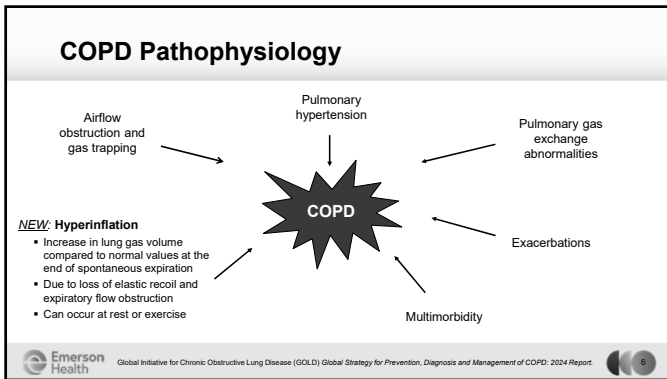 COPD Pathophysiology
Airflow
obstruction and
gas trapping
Pulmonary
hypertension
Pulmonary gas
exchange
abnormalities
COPD
NEW: Hyperinflation
▪ Increase in lung gas volume
compared to normal values at the
end of spontaneous expiration
▪ Due to loss of elastic recoil and
expiratory flow obstruction
▪ Can occur at rest or exercise
Exacerbations
Multimorbidity
Emerson
Health
Global Initiative for Chronic Obstructive Lung Disease (GOLD) Global Strategy for Prevention, Diagnosis and Management of COPD: 2024 Report.
6